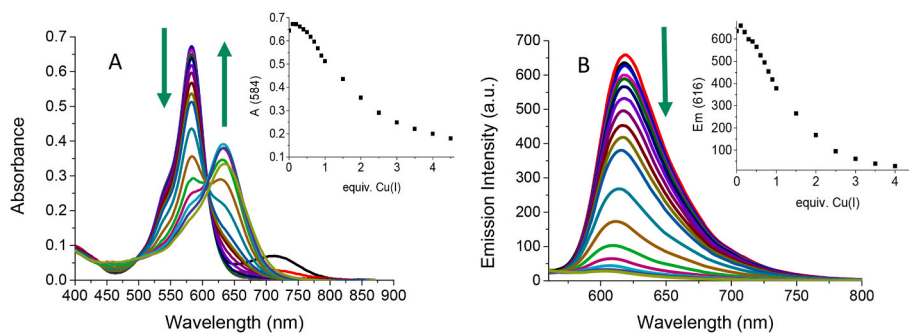 A
Absorbance
0.7
0.6
0.5
0.4
0.3
0.2
0.1
0.0
400 450 500 550 600 650 700 750 800 850 900
Wavelength (nm)
A (584)
0.7
0.6
0.5
0.4
0.3
0.2
0.1
0 1 2 3 4
equiv. Cu(I)
B
Emission Intensity (a.u.)
700
600
500
400
300
200
100
0
600 650 700 750 800
Wavelength (nm)
Em (616)
600
500
400
300
200
100
0
0 1 2 3 4
equiv. Cu(I)